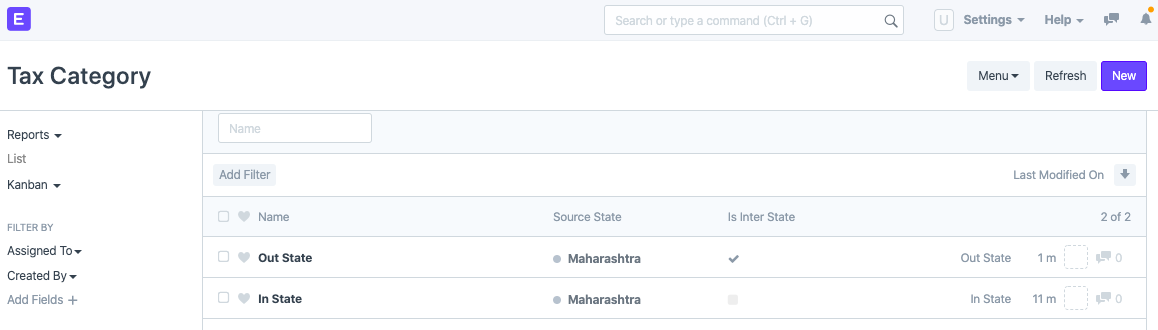 E
Search or type a command (Ctrl + G)
U
Settings
Help
Tax Category
Menu
Refresh
New
Reports
List
Kanban
FILTER BY
Assigned To
Created By
Add Fields +
Name
Add Filter
Last Modified On
Name Source State Is Inter State 2 of 2
Out State Maharashtra Out State 1 m 0
In State Maharashtra In State 11 m 0